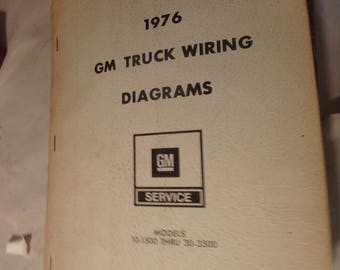 1976
GM TRUCK WIRING
DIAGRAMS
GM
SERVICE
MODELS
10-1500 THRU 30-3500